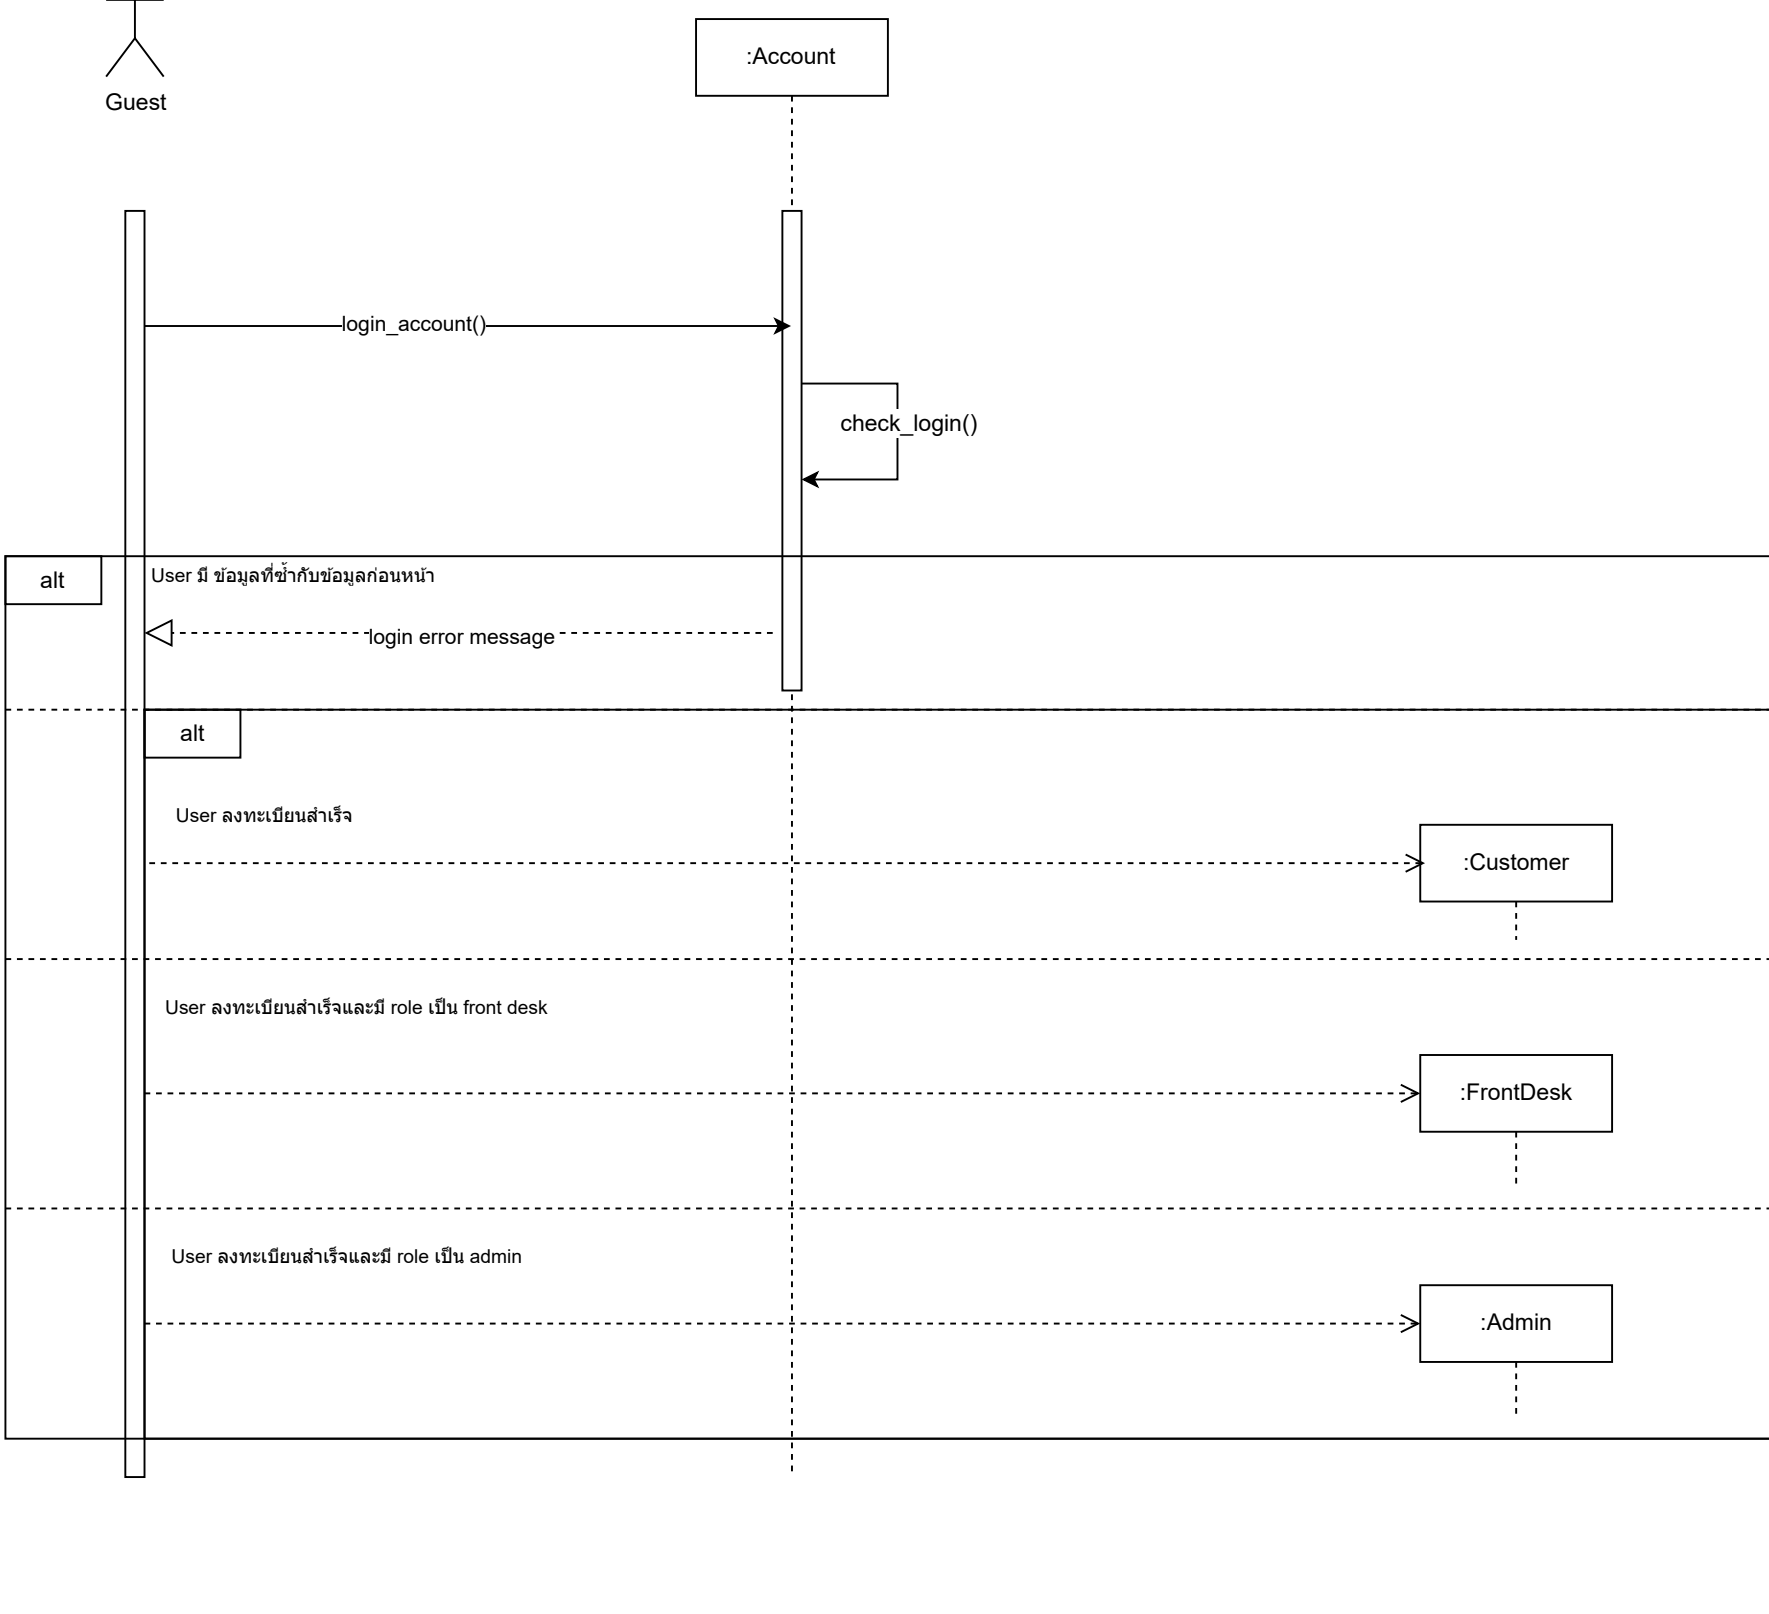 :Account
Guest
login_account()
check_login()
alt
User มี ข้อมูลที่ซ้ำกับข้อมูลก่อนหน้า
login error message
alt
User ลงทะเบียนสำเร็จ
:Customer
User ลงทะเบียนสำเร็จและมี role เป็น front desk
:FrontDesk
User ลงทะเบียนสำเร็จและมี role เป็น admin
:Admin